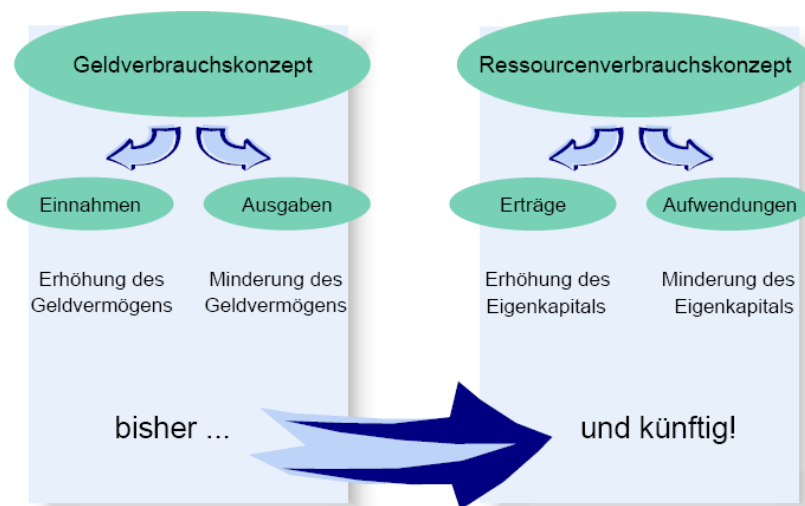 Geldverbrauchskonzept
Einnahmen
Ausgaben
Erhöhung des
Geldvermögens
Minderung des
Geldvermögens
bisher ...
Ressourcenverbrauchskonzept
Erträge
Aufwendungen
Erhöhung des
Eigenkapitals
Minderung des
Eigenkapitals
und künftig!